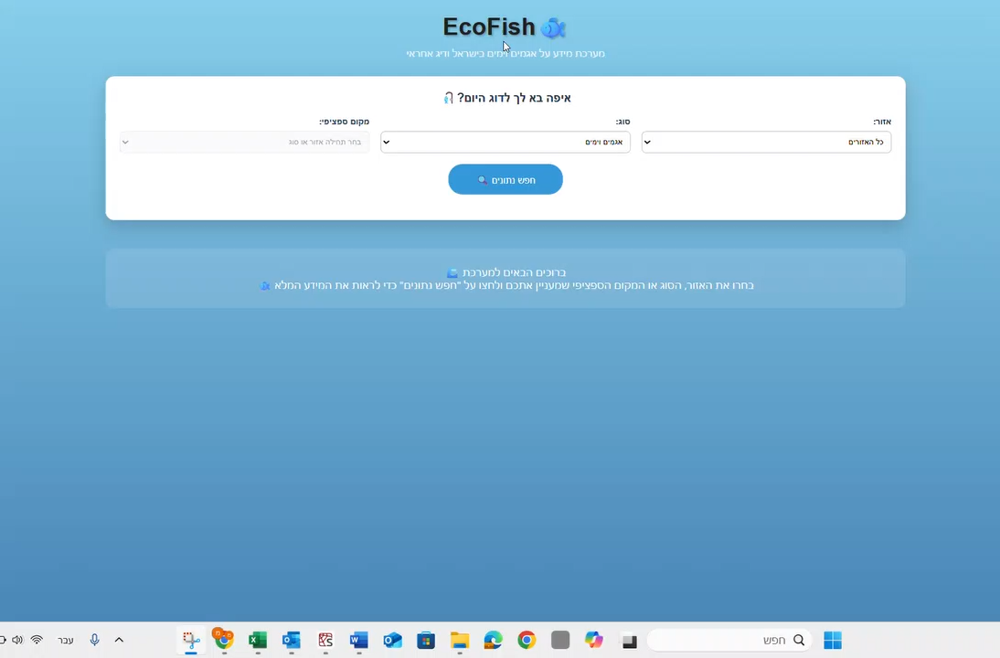 EcoFish
מערכת מידע על אגמים וימים בישראל ודיג אחראי
איפה בא לך לדוג היום?
אזור:
כל האזורים
סוג:
אגמים וימים
מקום ספציפי:
בחר תחילה אזור או סוג
חפש נתונים
ברוכים הבאים למערכת
בחרו את האזור, הסוג או המקום הספציפי שמעניין אתכם ולחצו על "חפש נתונים" כדי לראות את המידע המלא
חפש
עבר